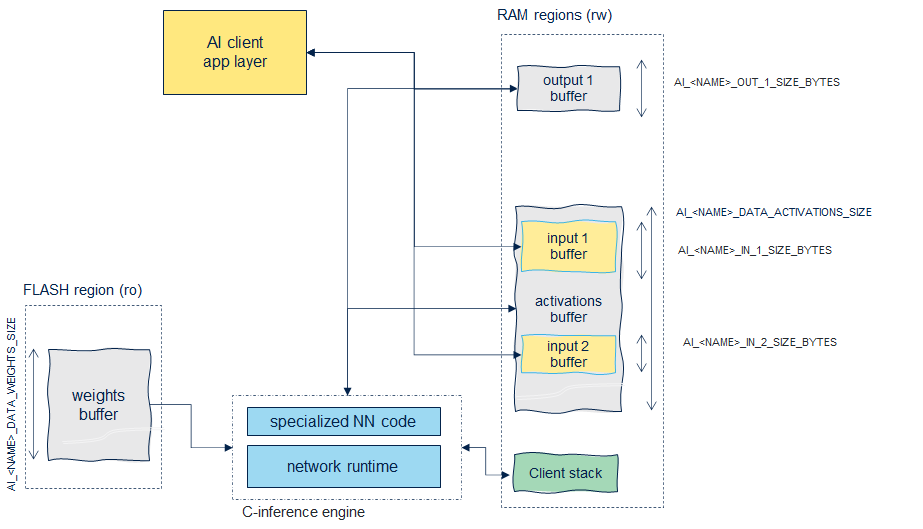 RAM regions (rw)
AI client
app layer
output 1
buffer
AI_<NAME>_OUT_1_SIZE_BYTES
AI_<NAME>_DATA_ACTIVATIONS_SIZE
input 1
buffer
AI_<NAME>_IN_1_SIZE_BYTES
activations
buffer
input 2
buffer
AI_<NAME>_IN_2_SIZE_BYTES
FLASH region (ro)
AI_<NAME>_DATA_WEIGHTS_SIZE
weights
buffer
specialized NN code
network runtime
C-inference engine
Client stack